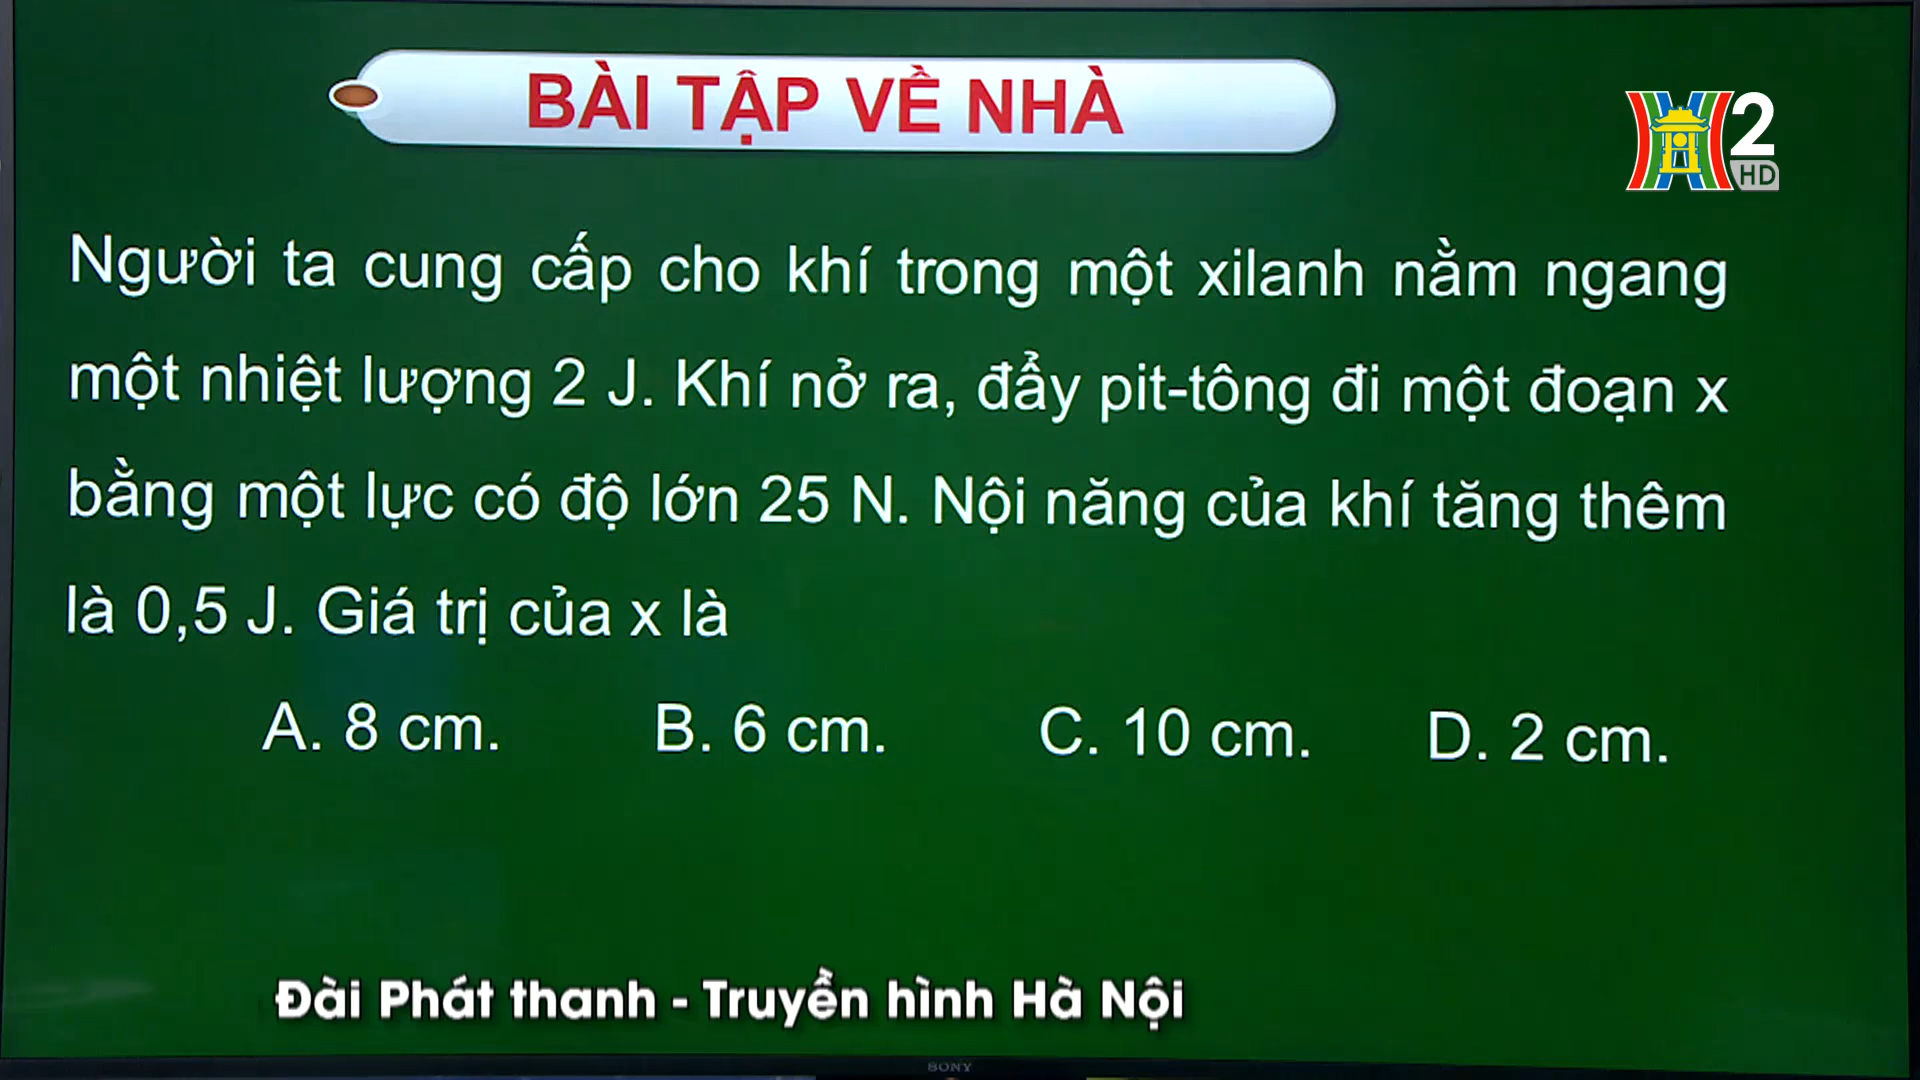 BÀI TẬP VỀ NHÀ
2
HD
Người ta cung cấp cho khí trong một xilanh nằm ngang
một nhiệt lượng 2 J. Khí nở ra, đẩy pit-tông đi một đoạn x
bằng một lực có độ lớn 25 N. Nội năng của khí tăng thêm
là 0,5 J. Giá trị của x là
A. 8 cm. B. 6 cm. C. 10 cm. D. 2 cm.
Đài Phát thanh - Truyền hình Hà Nội
SONY